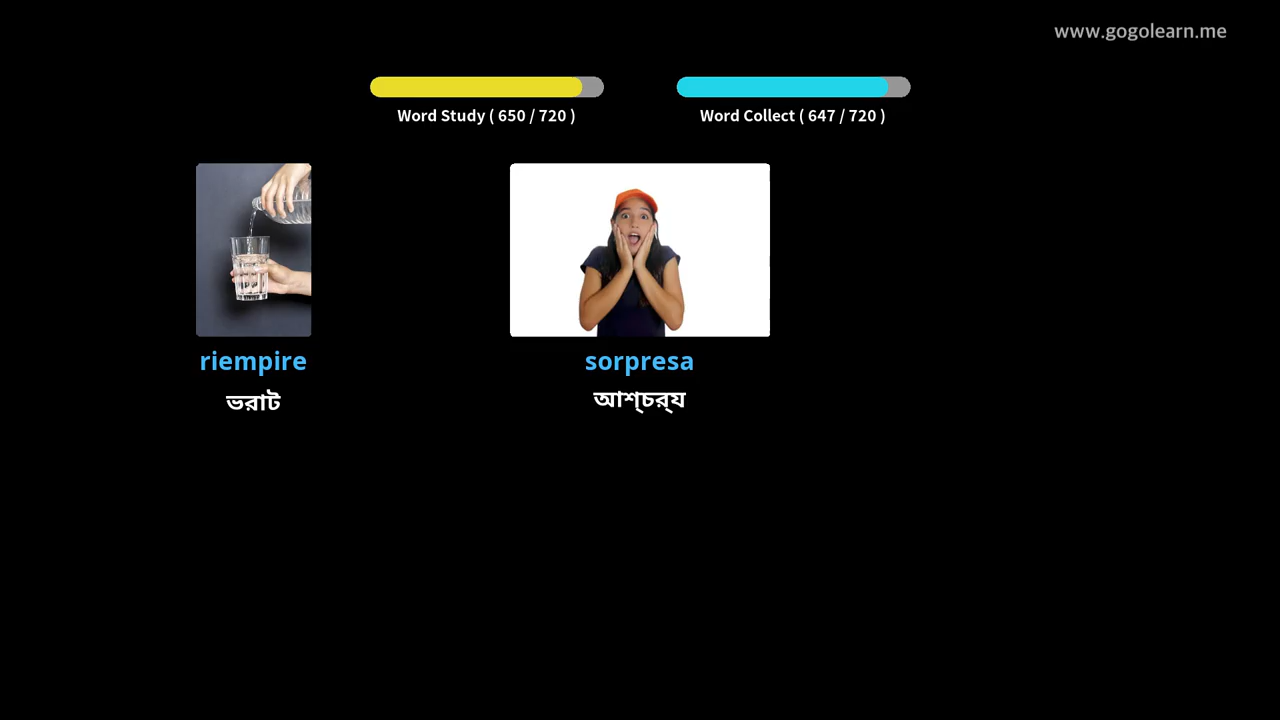 www.gogolearn.me
Word Study ( 650 / 720 )
Word Collect ( 647 / 720 )
riempire
sorpresa
ভরাট
আশ্চর্য